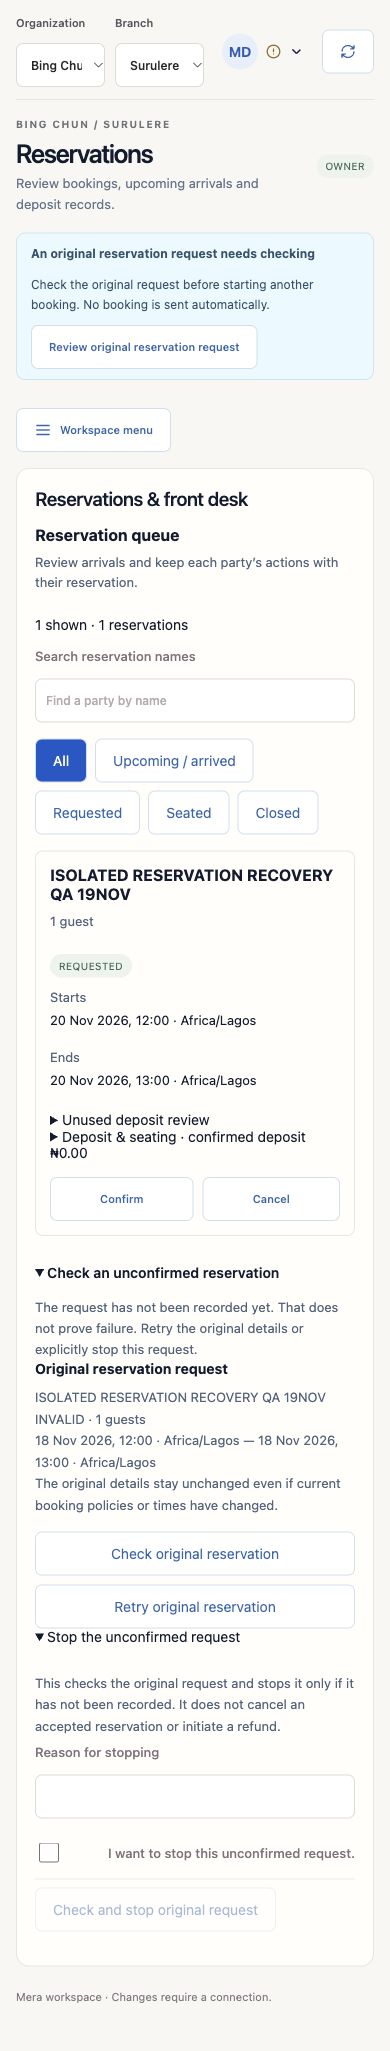 Organization
Branch
Bing Chu
Surulere
MD
BING CHUN / SURULERE
Reservations
Review bookings, upcoming arrivals and
deposit records.
OWNER
An original reservation request needs checking
Check the original request before starting another
booking. No booking is sent automatically.
Review original reservation request
Workspace menu
Reservations & front desk
Reservation queue
Review arrivals and keep each party's actions with
their reservation.
1 shown · 1 reservations
Search reservation names
Find a party by name
All
Upcoming / arrived
Requested
Seated
Closed
ISOLATED RESERVATION RECOVERY
QA 19NOV
1 guest
REQUESTED
Starts
20 Nov 2026, 12:00 · Africa/Lagos
Ends
20 Nov 2026, 13:00 · Africa/Lagos
Unused deposit review
Deposit & seating · confirmed deposit
₦0.00
Confirm
Cancel
Check an unconfirmed reservation
The request has not been recorded yet. That does
not prove failure. Retry the original details or
explicitly stop this request.
Original reservation request
ISOLATED RESERVATION RECOVERY QA 19NOV
INVALID · 1 guests
18 Nov 2026, 12:00 · Africa/Lagos — 18 Nov 2026,
13:00 · Africa/Lagos
The original details stay unchanged even if current
booking policies or times have changed.
Check original reservation
Retry original reservation
Stop the unconfirmed request
This checks the original request and stops it only if it
has not been recorded. It does not cancel an
accepted reservation or initiate a refund.
Reason for stopping
I want to stop this unconfirmed request.
Check and stop original request
Mera workspace · Changes require a connection.